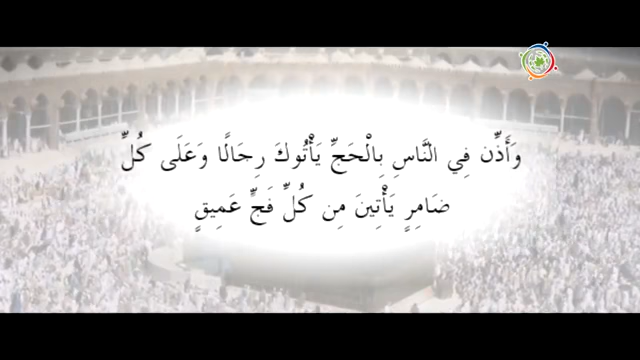 وَأَذِّن فِي النَّاسِ بِالْحَجِّ يَأْتُوكَ رِجَالًا وَعَلَى كُلِّ
ضَامِرٍ يَأْتِينَ مِن كُلِّ فَجٍّ عَمِيقٍ